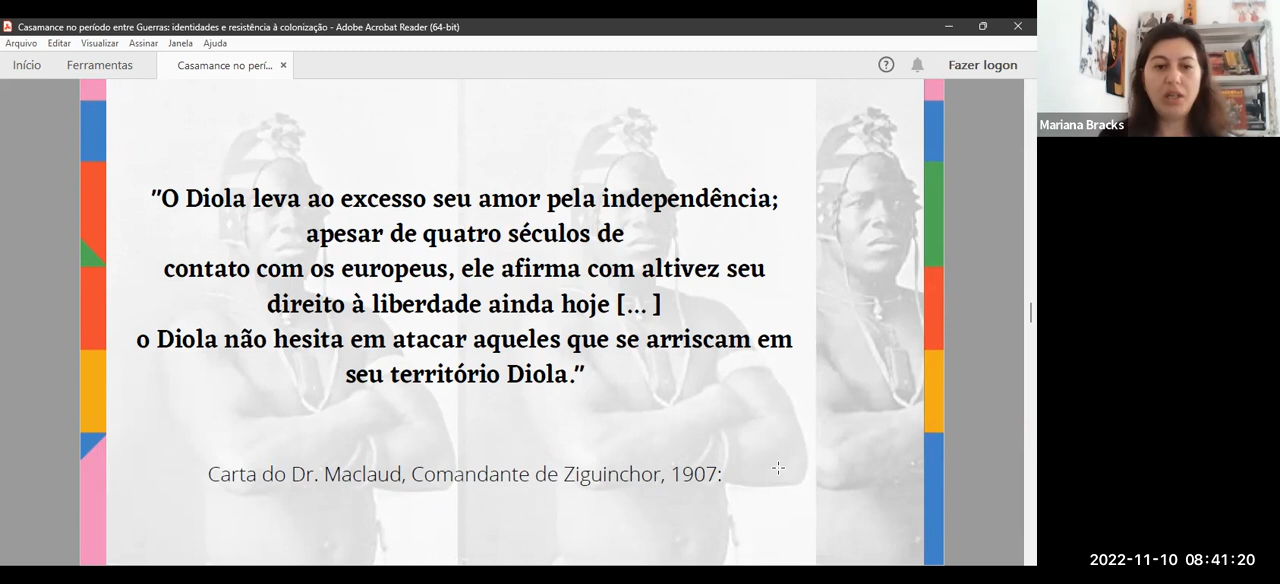 Casamance no período entre Guerras: identidades e resistência à colonização - Adobe Acrobat Reader (64-bit)
Arquivo Editar Visualizar Assinar Janela Ajuda
Início Ferramentas Casamance no perí... × Fazer logon
Mariana Bracks
"O Diola leva ao excesso seu amor pela independência;
apesar de quatro séculos de
contato com os europeus, ele afirma com altivez seu
direito à liberdade ainda hoje [... ]
o Diola não hesita em atacar aqueles que se arriscam em
seu território Diola."
Carta do Dr. Maclaud, Comandante de Ziguinchor, 1907:
2022-11-10 08:41:20